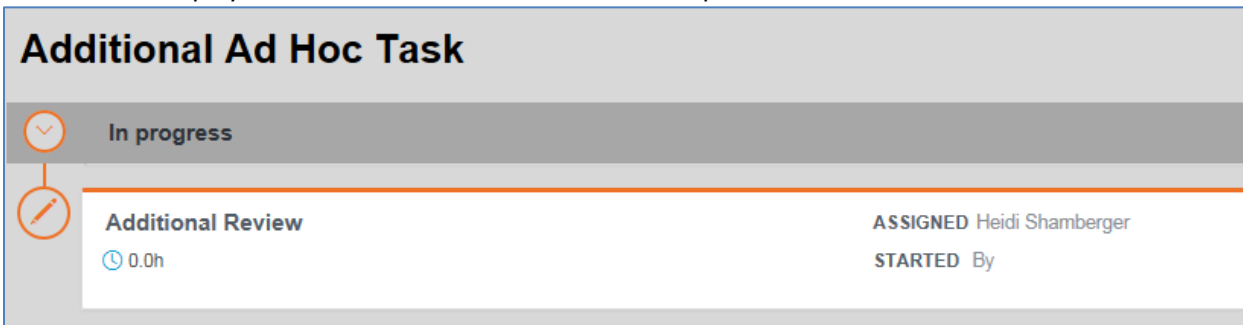 Additional Ad Hoc Task
In progress
Additional Review
ASSIGNED Heidi Shamberger
0.0h
STARTED By